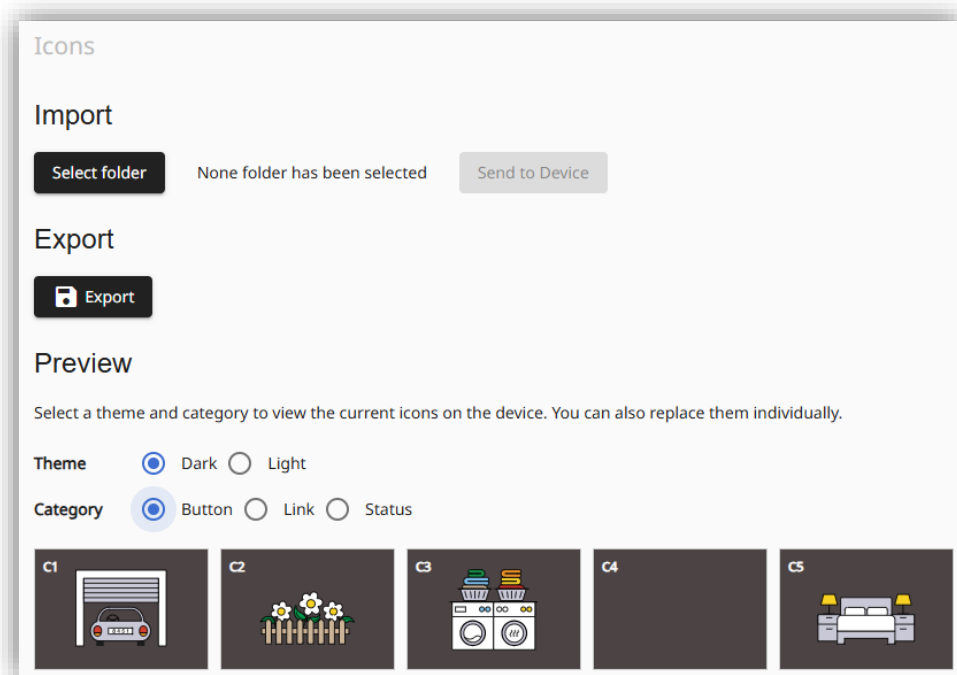 Icons
Import
Select folder None folder has been selected Send to Device
Export
Export
Preview
Select a theme and category to view the current icons on the device. You can also replace them individually.
Theme Dark Light
Category Button Link Status
C1 C2 C3 C4 C5